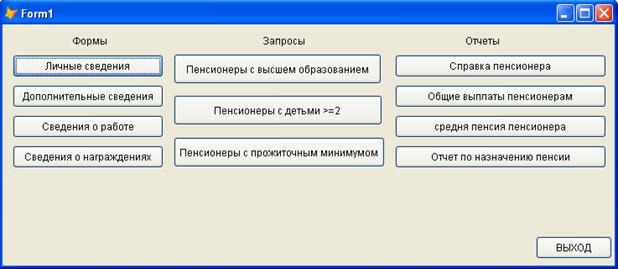 Form1
Формы
Запросы
Отчеты
Личные сведения
Дополнительные сведения
Сведения о работе
Сведения о награждениях
Пенсионеры с высшем образованием
Пенсионеры с детьми >=2
Пенсионеры с прожиточным минимумом
Справка пенсионера
Общие выплаты пенсионерам
средня пенсия пенсионера
Отчет по назначению пенсии
ВЫХОД